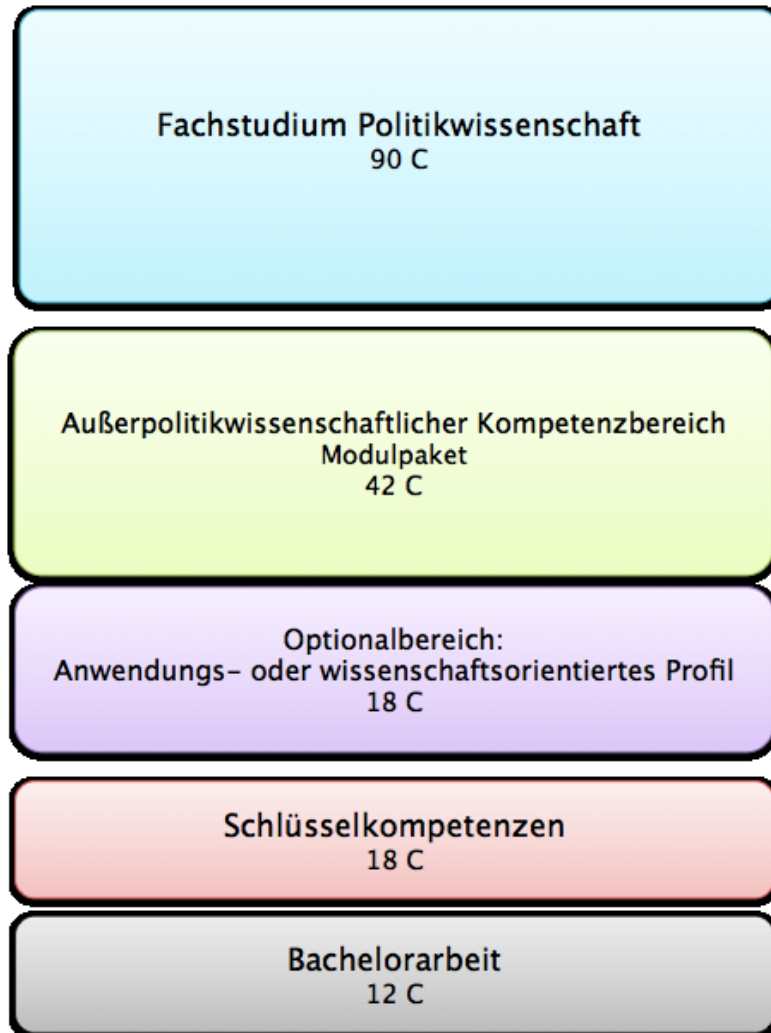 Fachstudium Politikwissenschaft
90 C
Außerpolitikwissenschaftlicher Kompetenzbereich
Modulpaket
42 C
Optionalbereich:
Anwendungs- oder wissenschaftsorientiertes Profil
18 C
Schlüsselkompetenzen
18 C
Bachelorarbeit
12 C